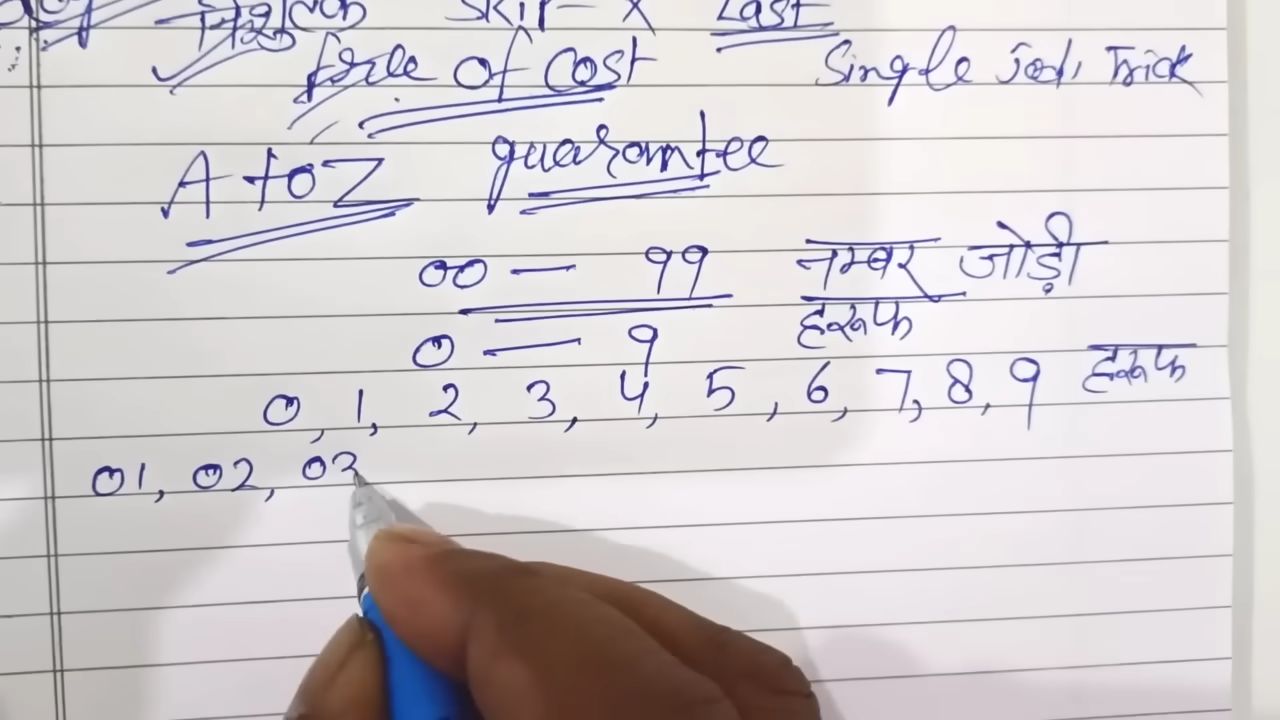 निशुल्क Skip - X Last
free of Cost Single Jodi Trick
A to Z guarantee
00 — 99 नम्बर जोड़ी
0 — 9 हरूफ
0, 1, 2, 3, 4, 5, 6, 7, 8, 9 हरूफ
01, 02, 03